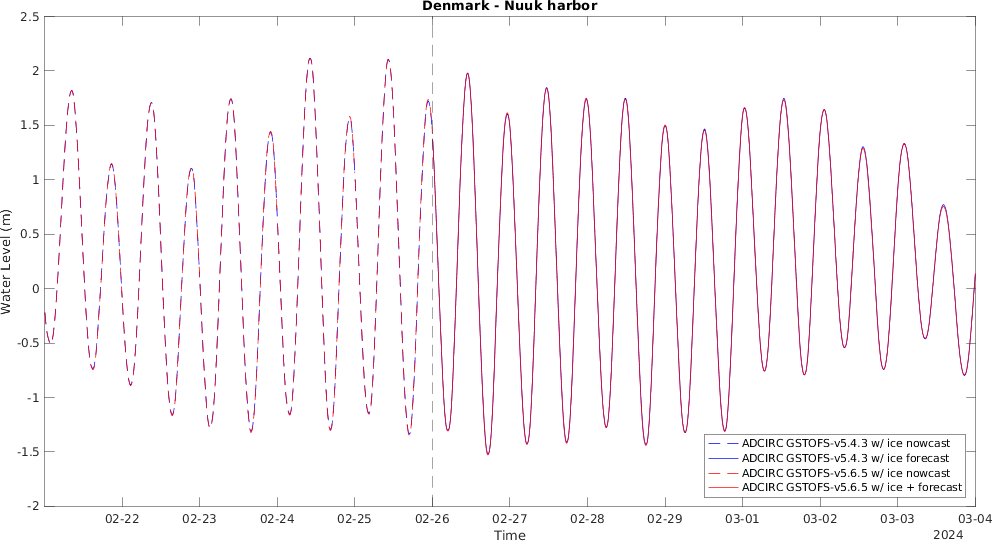 Denmark - Nuuk harbor
2.5
2
1.5
1
0.5
0
-0.5
-1
-1.5
-2
Water Level (m)
ADCIRC GSTOFS-v5.4.3 w/ ice nowcast
ADCIRC GSTOFS-v5.4.3 w/ ice forecast
ADCIRC GSTOFS-v5.6.5 w/ ice nowcast
ADCIRC GSTOFS-v5.6.5 w/ ice + forecast
02-22 02-23 02-24 02-25 02-26 02-27 02-28 02-29 03-01 03-02 03-03 03-04
Time
2024